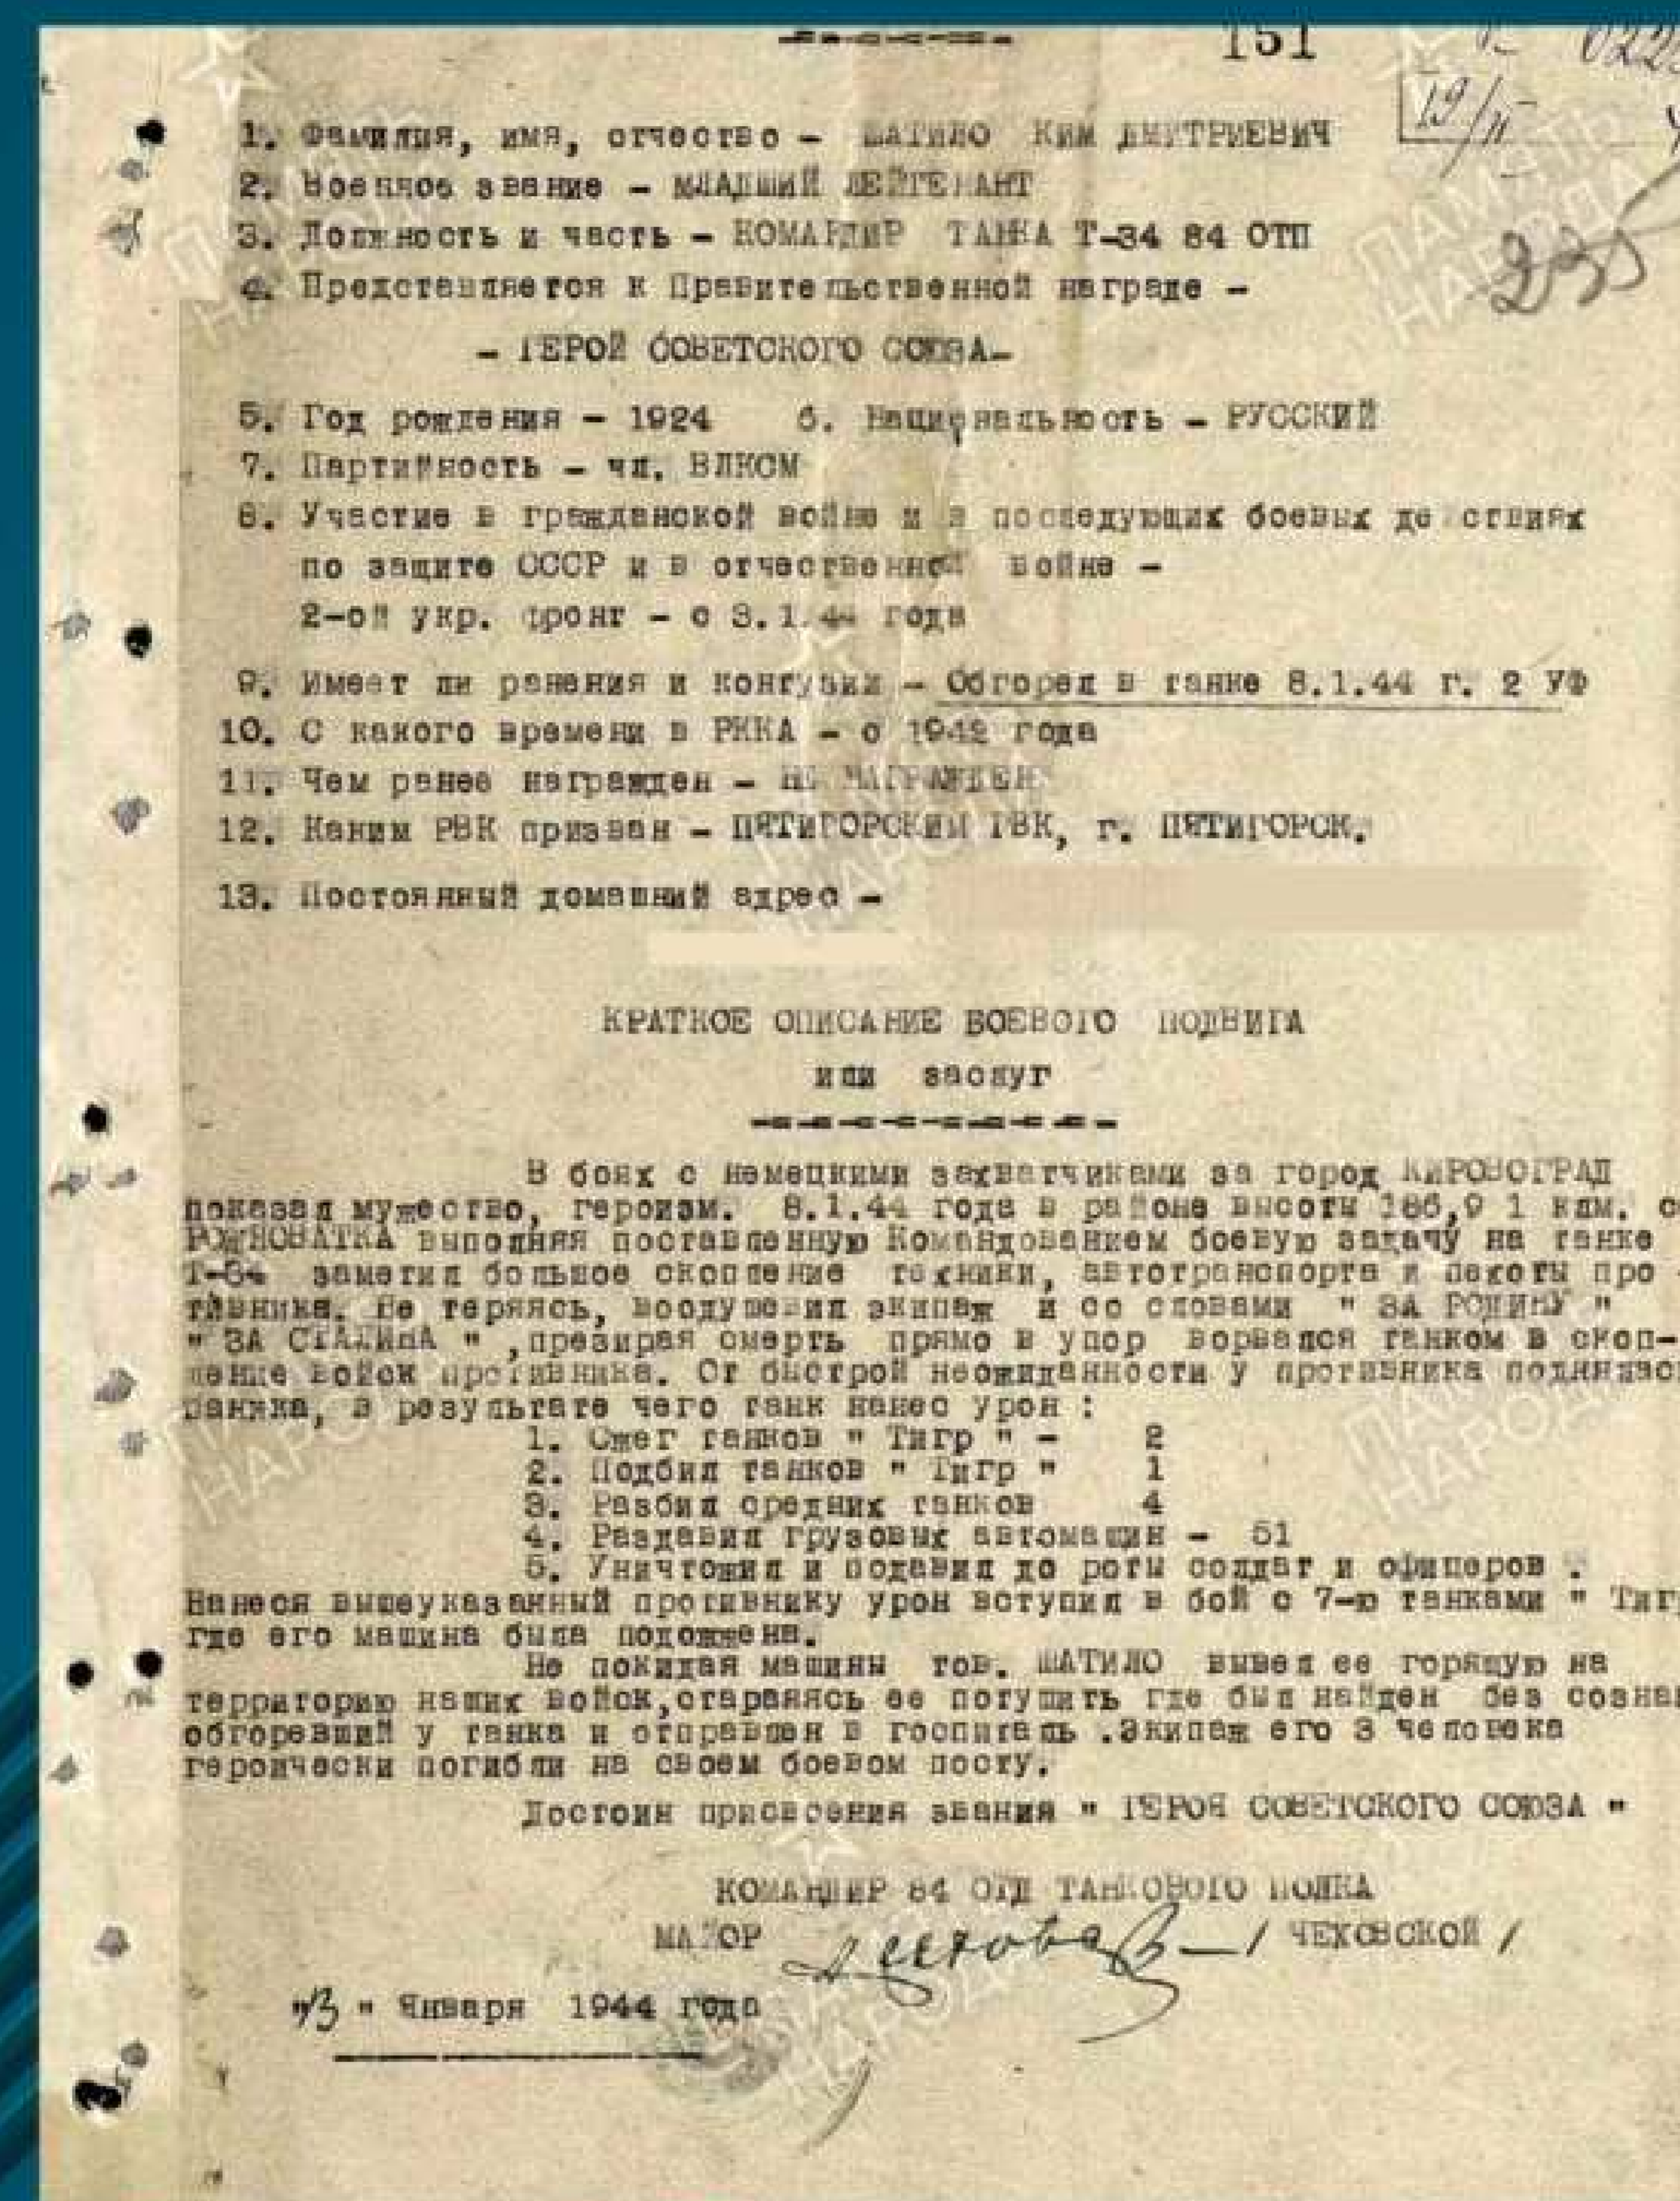 151
19/II
235
1. Фамилия, имя, отчество - ШАТИЛО КИМ ДМИТРИЕВИЧ
2. Военное звание - МЛАДШИЙ ЛЕЙТЕНАНТ
3. Должность и часть - КОМАНДИР ТАНКА Т-34 84 ОТП
4. Представляется к Правительственной награде -
- ГЕРОЙ СОВЕТСКОГО СОЮЗА-
5. Год рождения - 1924 6. Национальность - РУССКИЙ
7. Партийность - чл. ВЛКСМ
8. Участие в гражданской войне и в последующих боевых действиях
по защите СССР и в отчественной войне -
2-ой укр. фронт - с 3.1.44 года
9. Имеет ли ранения и контузии - Обгорел в танке 8.1.44 г. 2 УФ
10. С какого времени в РККА - с 1942 года
11. Чем ранее награжден - НЕ НАГРАЖДЕН
12. Каким РВК призван - ПЯТИГОРСКИМ ГВК, г. ПЯТИГОРСК.
13. Постоянный домашний адрес -
КРАТКОЕ ОПИСАНИЕ БОЕВОГО ПОДВИГА
или заслуг
В боях с немецкими захватчиками за город КИРОВОГРАД
показал мужество, героизм. 8.1.44 года в районе высоты 186,9 1 клм.
РОЖНОВАТКА выполняя поставленную Командованием боевую задачу на танке
Т-34 заметил большое скопление техники, автотранспорта и пехоты про -
тивника. Не теряясь, воодушевил экипаж и со словами " ЗА РОДИНУ "
" ЗА СТАЛИНА " ,презирая смерть прямо в упор ворвался танком в скоп-
ление войск противника. От быстрой неожиданности у противника поднялась
паника, в результате чего танк нанес урон :
1. Сжег танков " Тигр " - 2
2. Подбил танков " Тигр " 1
3. Разбил средних танков 4
4. Раздавил грузовых автомашин - 51
5. Уничтожил и подавил до роты солдат и офицеров .
Нанеся вышеуказанный противнику урон вступил в бой с 7-ю танками " Тигр
где его машина была подожжена.
Не покидая машины тов. ШАТИЛО вывел ее горящую на
территорию наших войск,стараясь ее потушить где был найден без созна
обгоревший у танка и отправлен в госпиталь .Экипаж его 3 человека
героически погибли на своем боевом посту.
Достоин присвоения звания " ГЕРОЯ СОВЕТСКОГО СОЮЗА "
КОМАНДИР 84 ОТД ТАНКОВОГО ПОЛКА
МАЙОР / ЧЕХОВСКОЙ /
"13 " Января 1944 года
ПАМЯТЬ
НАРОДА